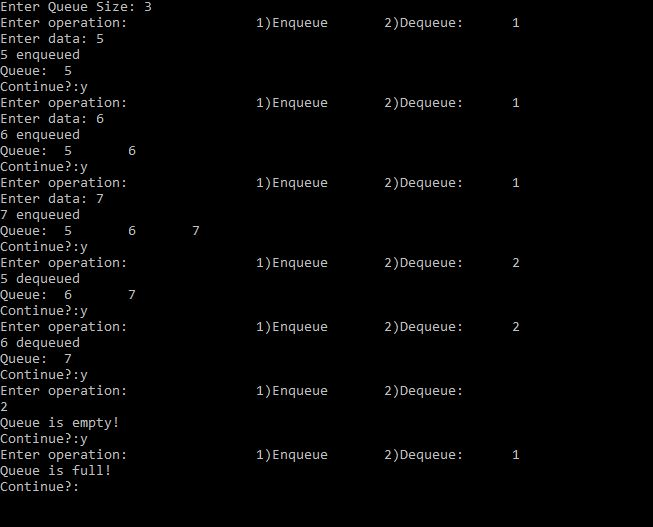 Enter Queue Size: 3
Enter operation: 1)Enqueue 2)Dequeue: 1
Enter data: 5
5 enqueued
Queue: 5
Continue?:y
Enter operation: 1)Enqueue 2)Dequeue: 1
Enter data: 6
6 enqueued
Queue: 5 6
Continue?:y
Enter operation: 1)Enqueue 2)Dequeue: 1
Enter data: 7
7 enqueued
Queue: 5 6 7
Continue?:y
Enter operation: 1)Enqueue 2)Dequeue: 2
5 dequeued
Queue: 6 7
Continue?:y
Enter operation: 1)Enqueue 2)Dequeue: 2
6 dequeued
Queue: 7
Continue?:y
Enter operation: 1)Enqueue 2)Dequeue:
2
Queue is empty!
Continue?:y
Enter operation: 1)Enqueue 2)Dequeue: 1
Queue is full!
Continue?: